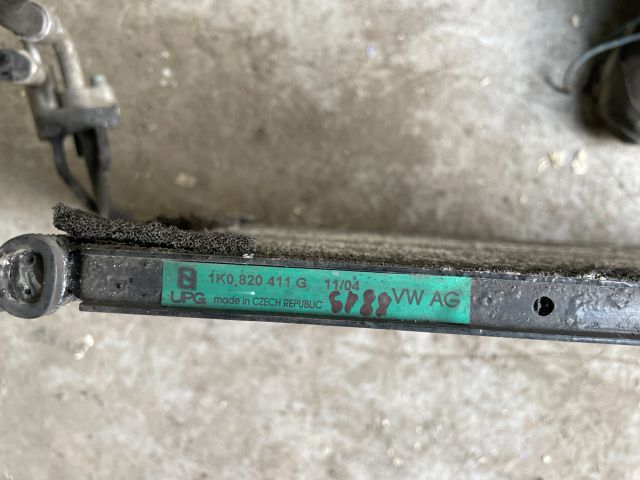 1K0 820 411 G 11/04
UPG made in CZECH REPUBLIC VW AG